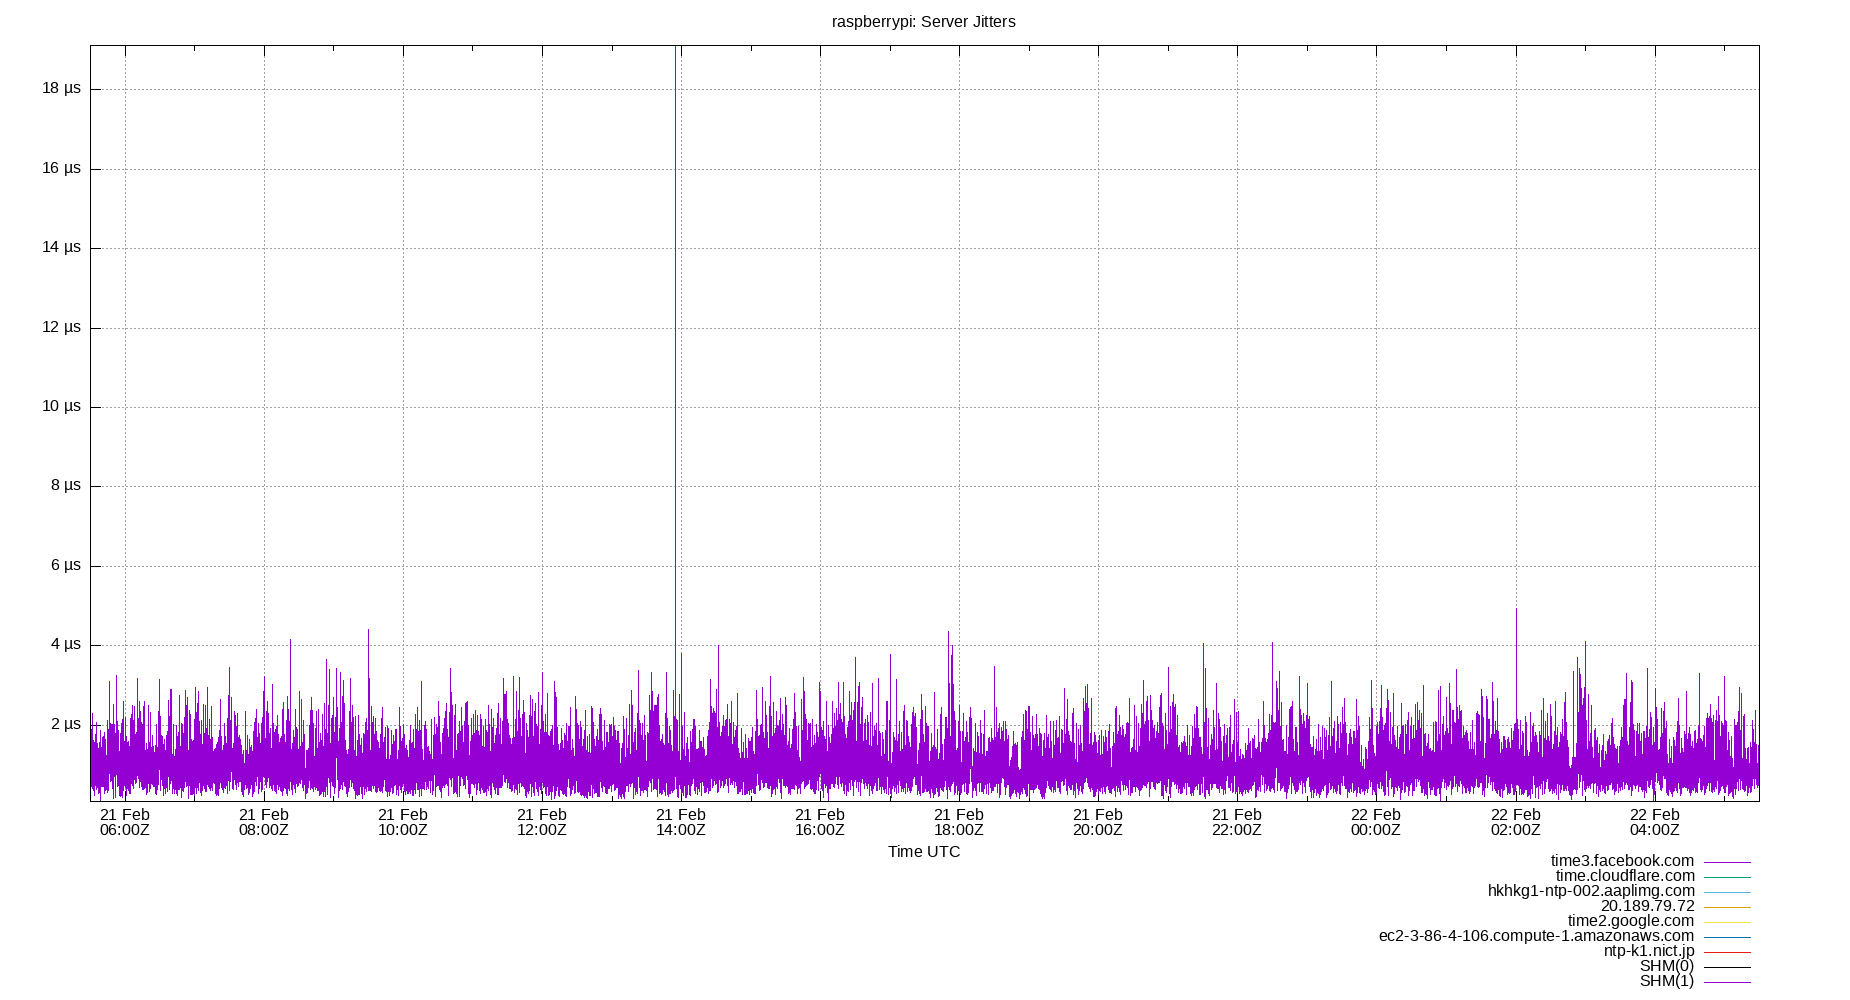 raspberrypi: Server Jitters
18 µs
16 µs
14 µs
12 µs
10 µs
8 µs
6 µs
4 µs
2 µs
21 Feb 21 Feb 21 Feb 21 Feb 21 Feb 21 Feb 21 Feb 21 Feb 21 Feb 22 Feb 22 Feb 22 Feb
06:00Z 08:00Z 10:00Z 12:00Z 14:00Z 16:00Z 18:00Z 20:00Z 22:00Z 00:00Z 02:00Z 04:00Z
Time UTC
time3.facebook.com
time.cloudflare.com
hkhkg1-ntp-002.aaplimg.com
20.189.79.72
time2.google.com
ec2-3-86-4-106.compute-1.amazonaws.com
ntp-k1.nict.jp
SHM(0)
SHM(1)